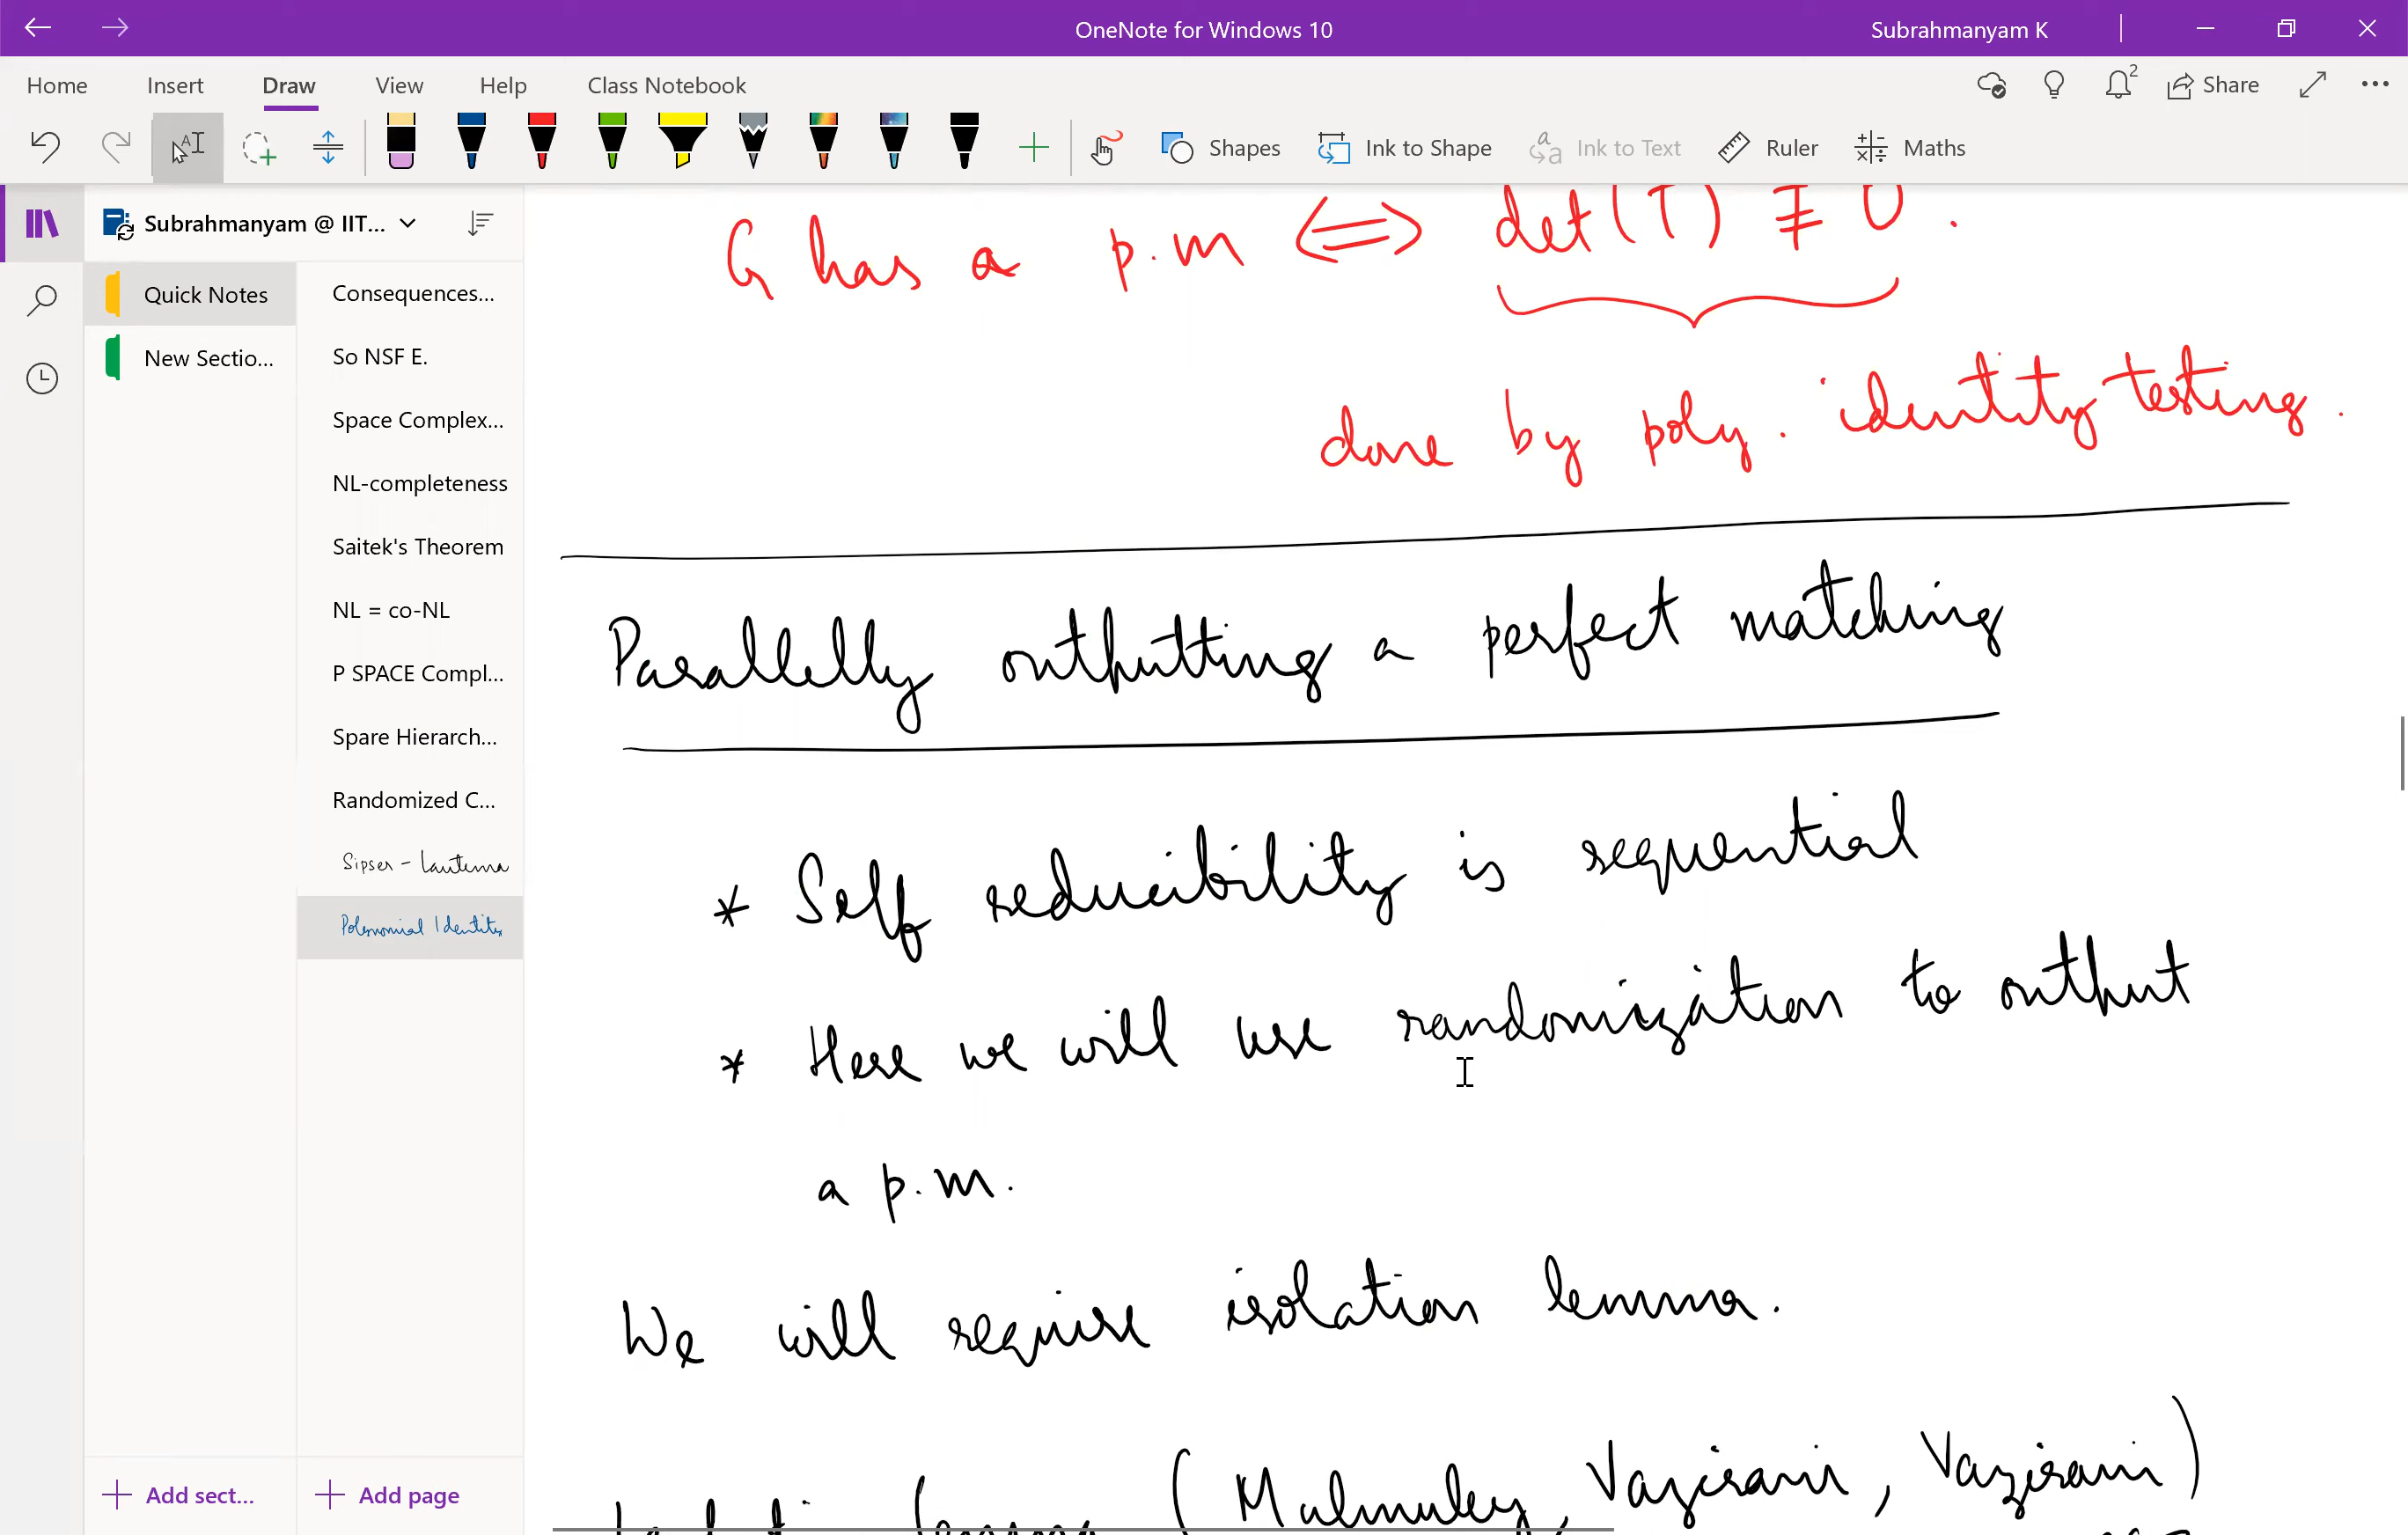 OneNote for Windows 10
Subrahmanyam K
Home Insert Draw View Help Class Notebook
2 Share
Shapes Ink to Shape Ink to Text Ruler Maths
Subrahmanyam @ IIT...
Quick Notes
New Sectio...
Consequences...
So NSF E.
Space Complex...
NL-completeness
Saitek's Theorem
NL = co-NL
P SPACE Compl...
Spare Hierarch...
Randomized C...
Sipser - Lautema
Polynomial Identity
Add sect...
Add page
G has a p.m ⟺ det(T) ≢ 0.
done by poly. identity testing.
Parallelly outputting a perfect matching
* Self reducibility is sequential
* Here we will use randomization to output
a p.m.
We will require isolation lemma.
lemma (Mulmuley, Vazirani, Vazirani)